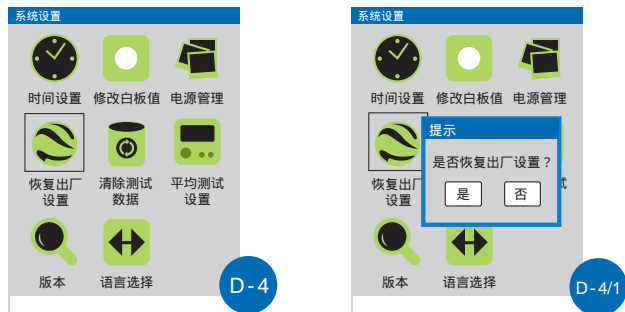 系统设置
时间设置 修改白板值 电源管理
恢复出厂 清除测试 平均测试
设置 数据 设置
版本 语言选择
D-4
系统设置
时间设置 修改白板值 电源管理
提示
是否恢复出厂设置？
是 否
恢复出厂 试
设置
版本 语言选择
D-4/1